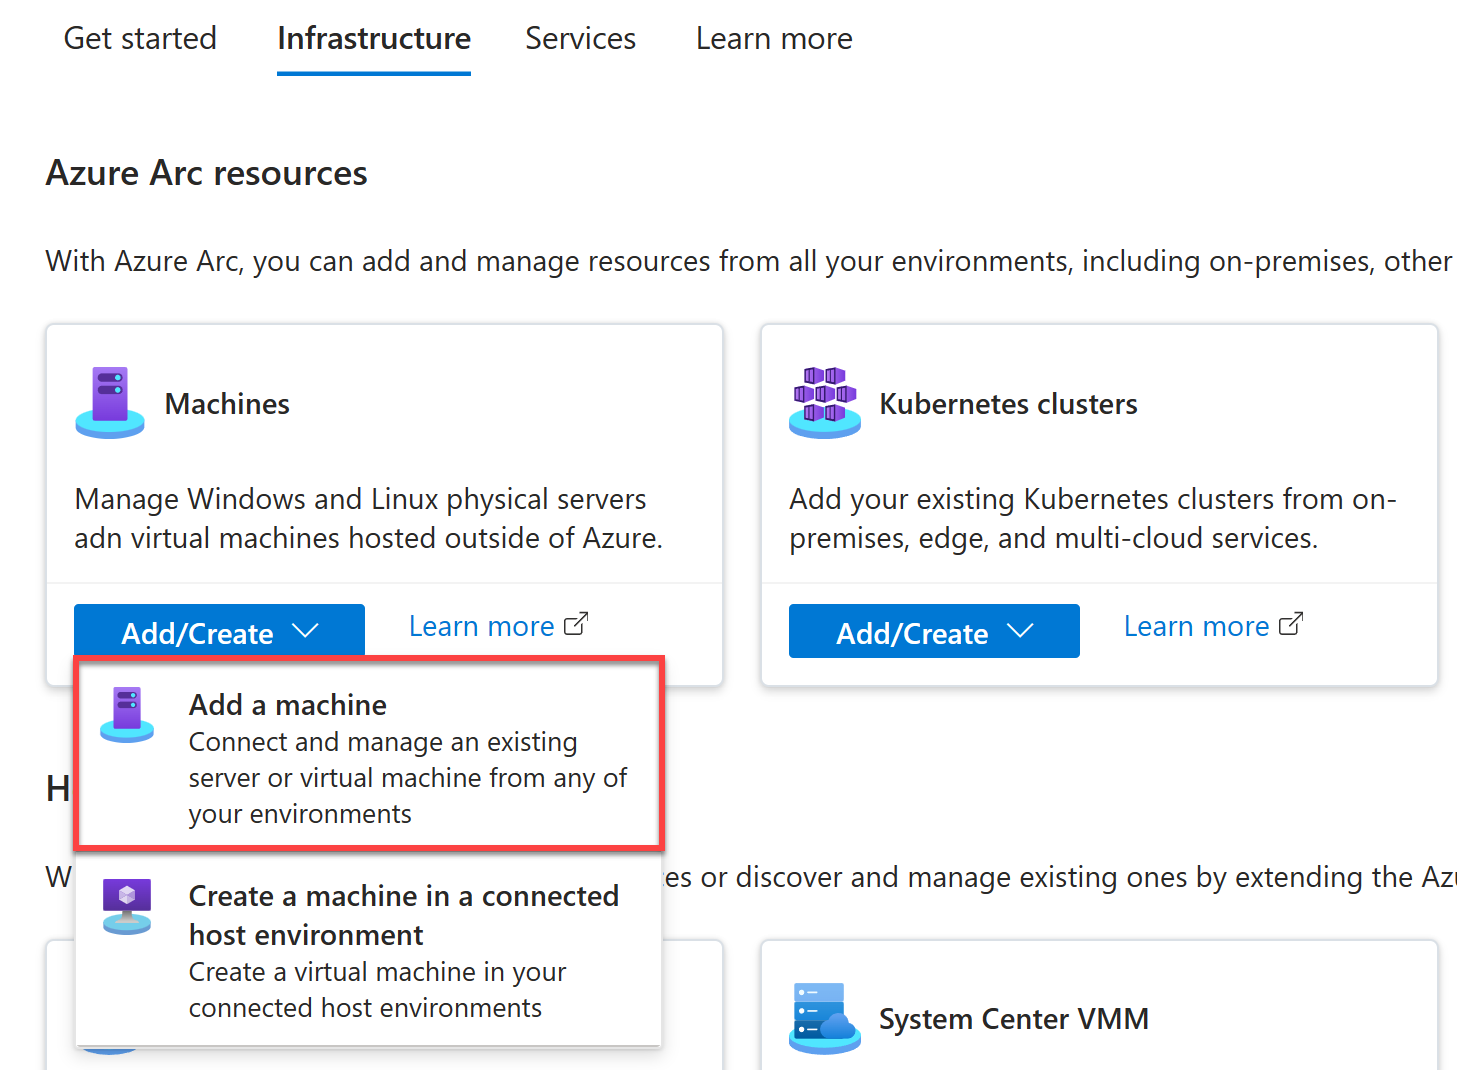 Get started
Infrastructure
Services
Learn more
Azure Arc resources
With Azure Arc, you can add and manage resources from all your environments, including on-premises, other
Machines
Manage Windows and Linux physical servers
adn virtual machines hosted outside of Azure.
Add/Create
Learn more
Kubernetes clusters
Add your existing Kubernetes clusters from on-
premises, edge, and multi-cloud services.
Add/Create
Learn more
Add a machine
Connect and manage an existing
server or virtual machine from any of
your environments
Create a machine in a connected
host environment
Create a virtual machine in your
connected host environments
or discover and manage existing ones by extending the
System Center VMM